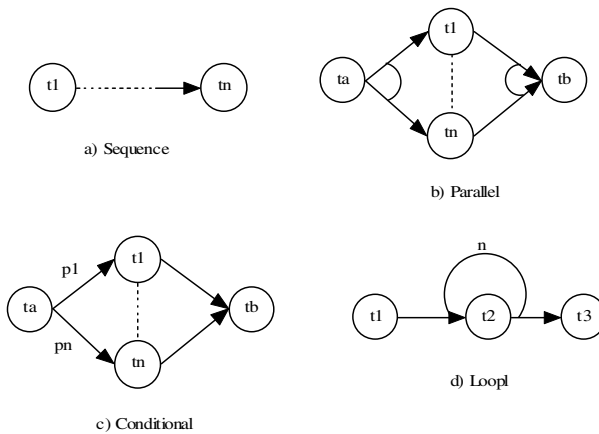 t1
tn
a) Sequence
ta
t1
tn
tb
b) Parallel
ta
p1
pn
t1
tn
tb
c) Conditional
n
t1
t2
t3
d) Loopl